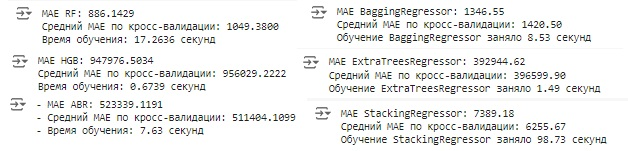 MAE RF: 886.1429
Средний MAE по кросс-валидации: 1049.3800
Время обучения: 17.2636 секунд
MAE HGB: 947976.5034
Средний MAE по кросс-валидации: 956029.2222
Время обучения: 0.6739 секунд
- MAE ABR: 523339.1191
- Средний MAE по кросс-валидации: 511404.1099
- Время обучения: 7.63 секунд
MAE BaggingRegressor: 1346.55
Средний MAE по кросс-валидации: 1420.50
Обучение BaggingRegressor заняло 8.53 секунд
MAE ExtraTreesRegressor: 392944.62
Средний MAE по кросс-валидации: 396599.90
Обучение ExtraTreesRegressor заняло 1.49 секунд
MAE StackingRegressor: 7389.18
Средний MAE по кросс-валидации: 6255.67
Обучение StackingRegressor заняло 98.73 секунд